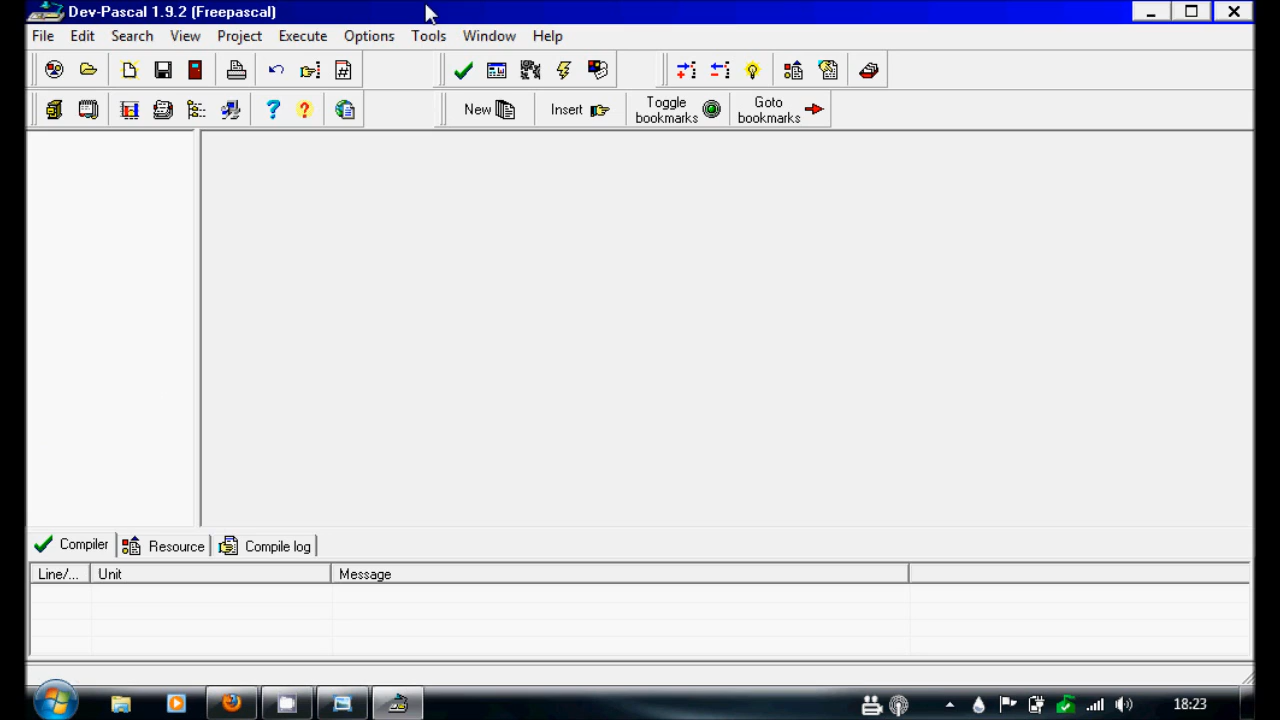 Dev-Pascal 1.9.2 (Freepascal)
File Edit Search View Project Execute Options Tools Window Help
New Insert Toggle bookmarks Goto bookmarks
Compiler Resource Compile log
Line/... Unit Message
18:23